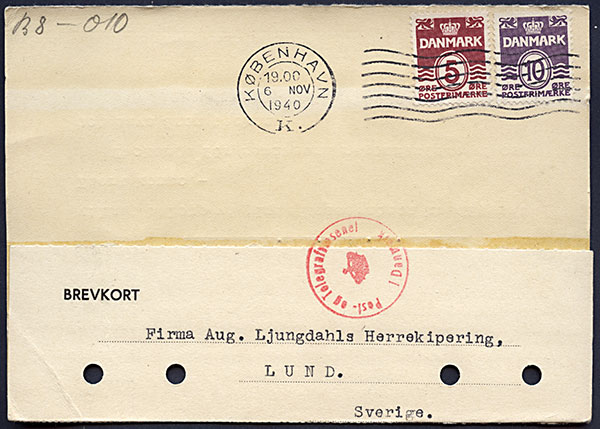 B8-010
DANMARK
5
ØRE ØRE
POSTFRIMÆRKE
DANMARK
10
ØRE ØRE
POSTFRIMÆRKE
KØBENHAVN
19.00
6 NOV
1940
K.
Post- og Telegrafvæsenet i Danmark
BREVKORT
Firma Aug. Ljungdahls Herrekipering,
LUND.
Sverige.